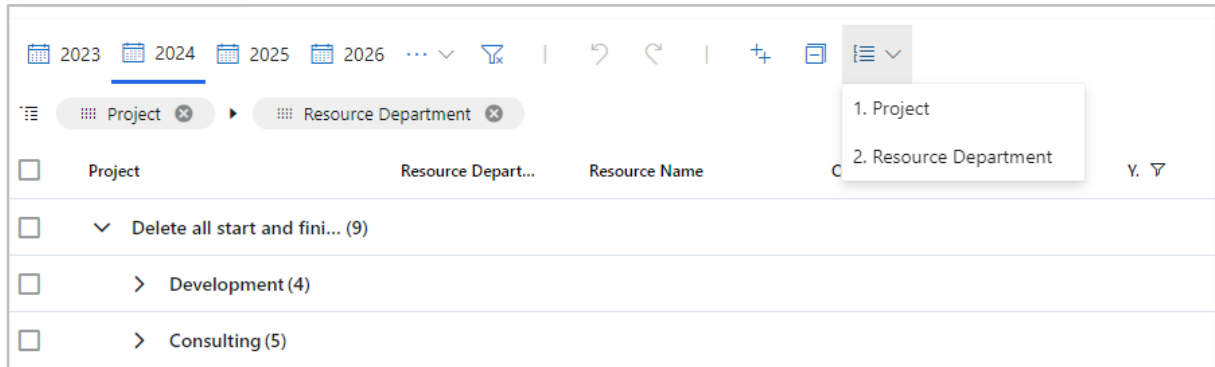 2023 2024 2025 2026 ...
Project Resource Department
1. Project
2. Resource Department
Project Resource Depart... Resource Name Y.
Delete all start and fini... (9)
Development (4)
Consulting (5)